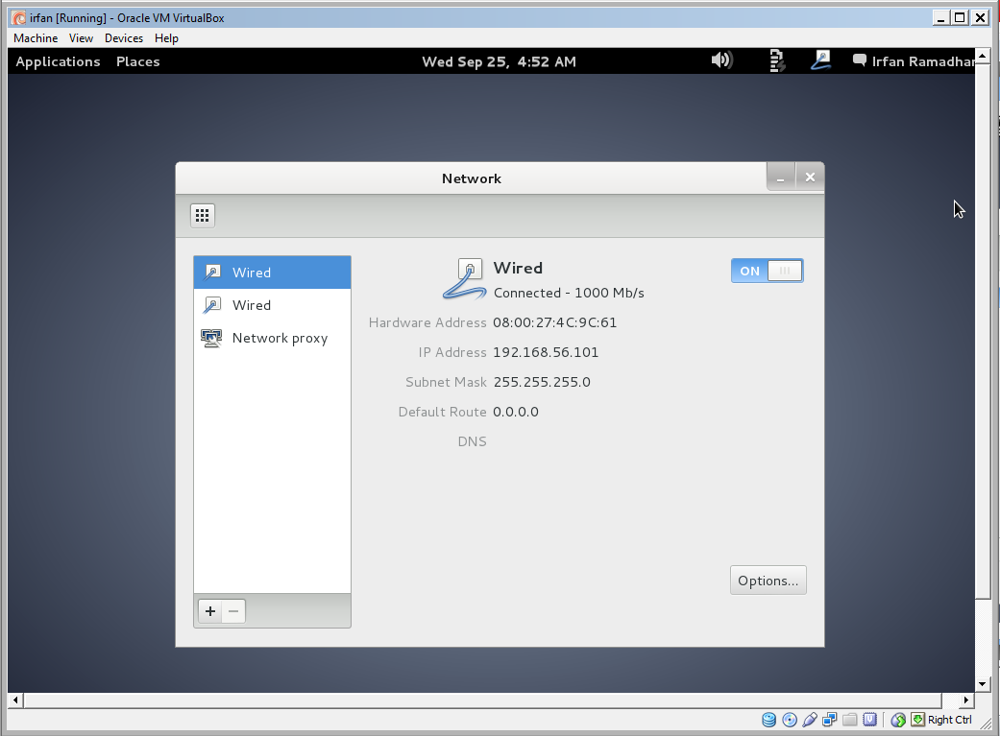 irfan [Running] - Oracle VM VirtualBox
Machine View Devices Help
Applications Places Wed Sep 25, 4:52 AM Irfan Ramadhan
Network
Wired
Wired
Network proxy
Wired
Connected - 1000 Mb/s
ON
Hardware Address 08:00:27:4C:9C:61
IP Address 192.168.56.101
Subnet Mask 255.255.255.0
Default Route 0.0.0.0
DNS
Options...
Right Ctrl